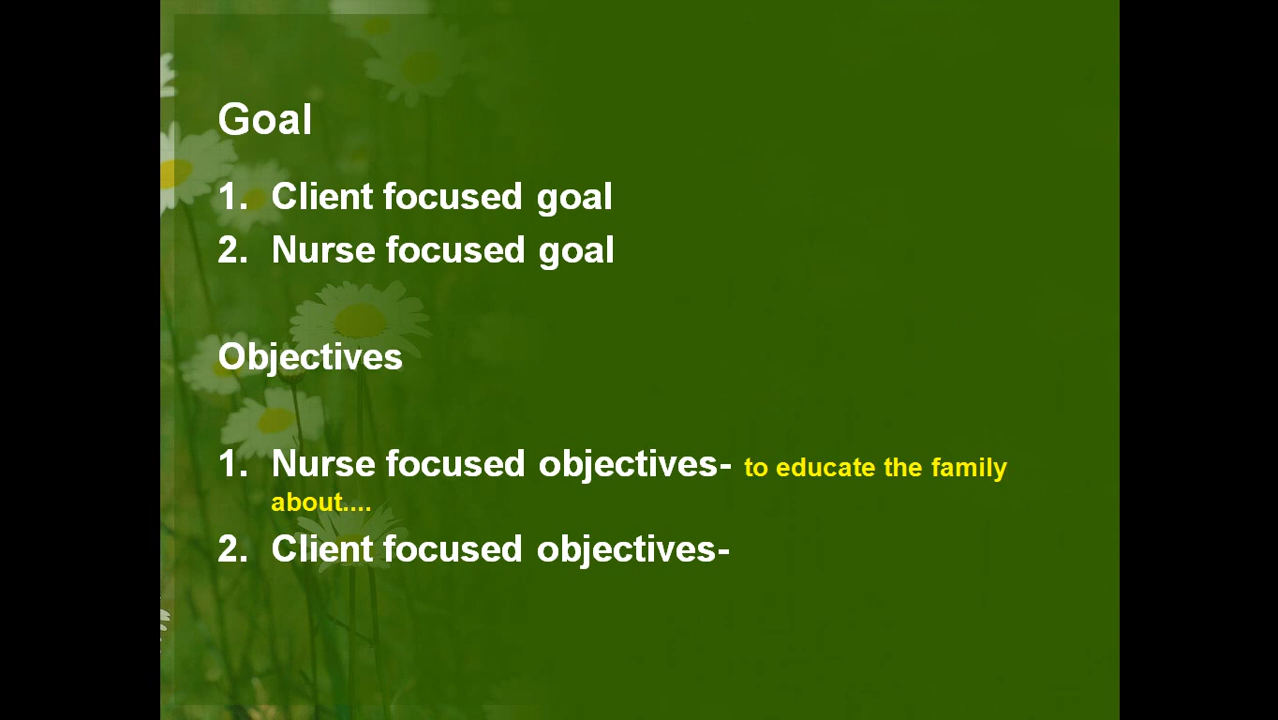 Goal
1. Client focused goal
2. Nurse focused goal
Objectives
1. Nurse focused objectives- to educate the family
about....
2. Client focused objectives-